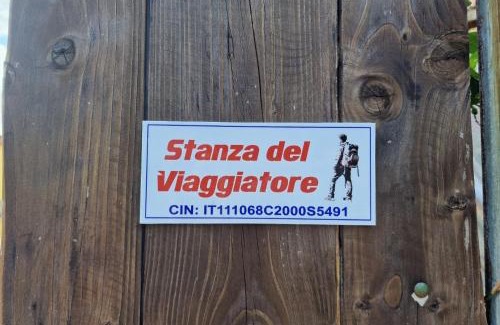 Stanza del
Viaggiatore
CIN: IT111068C2000S5491